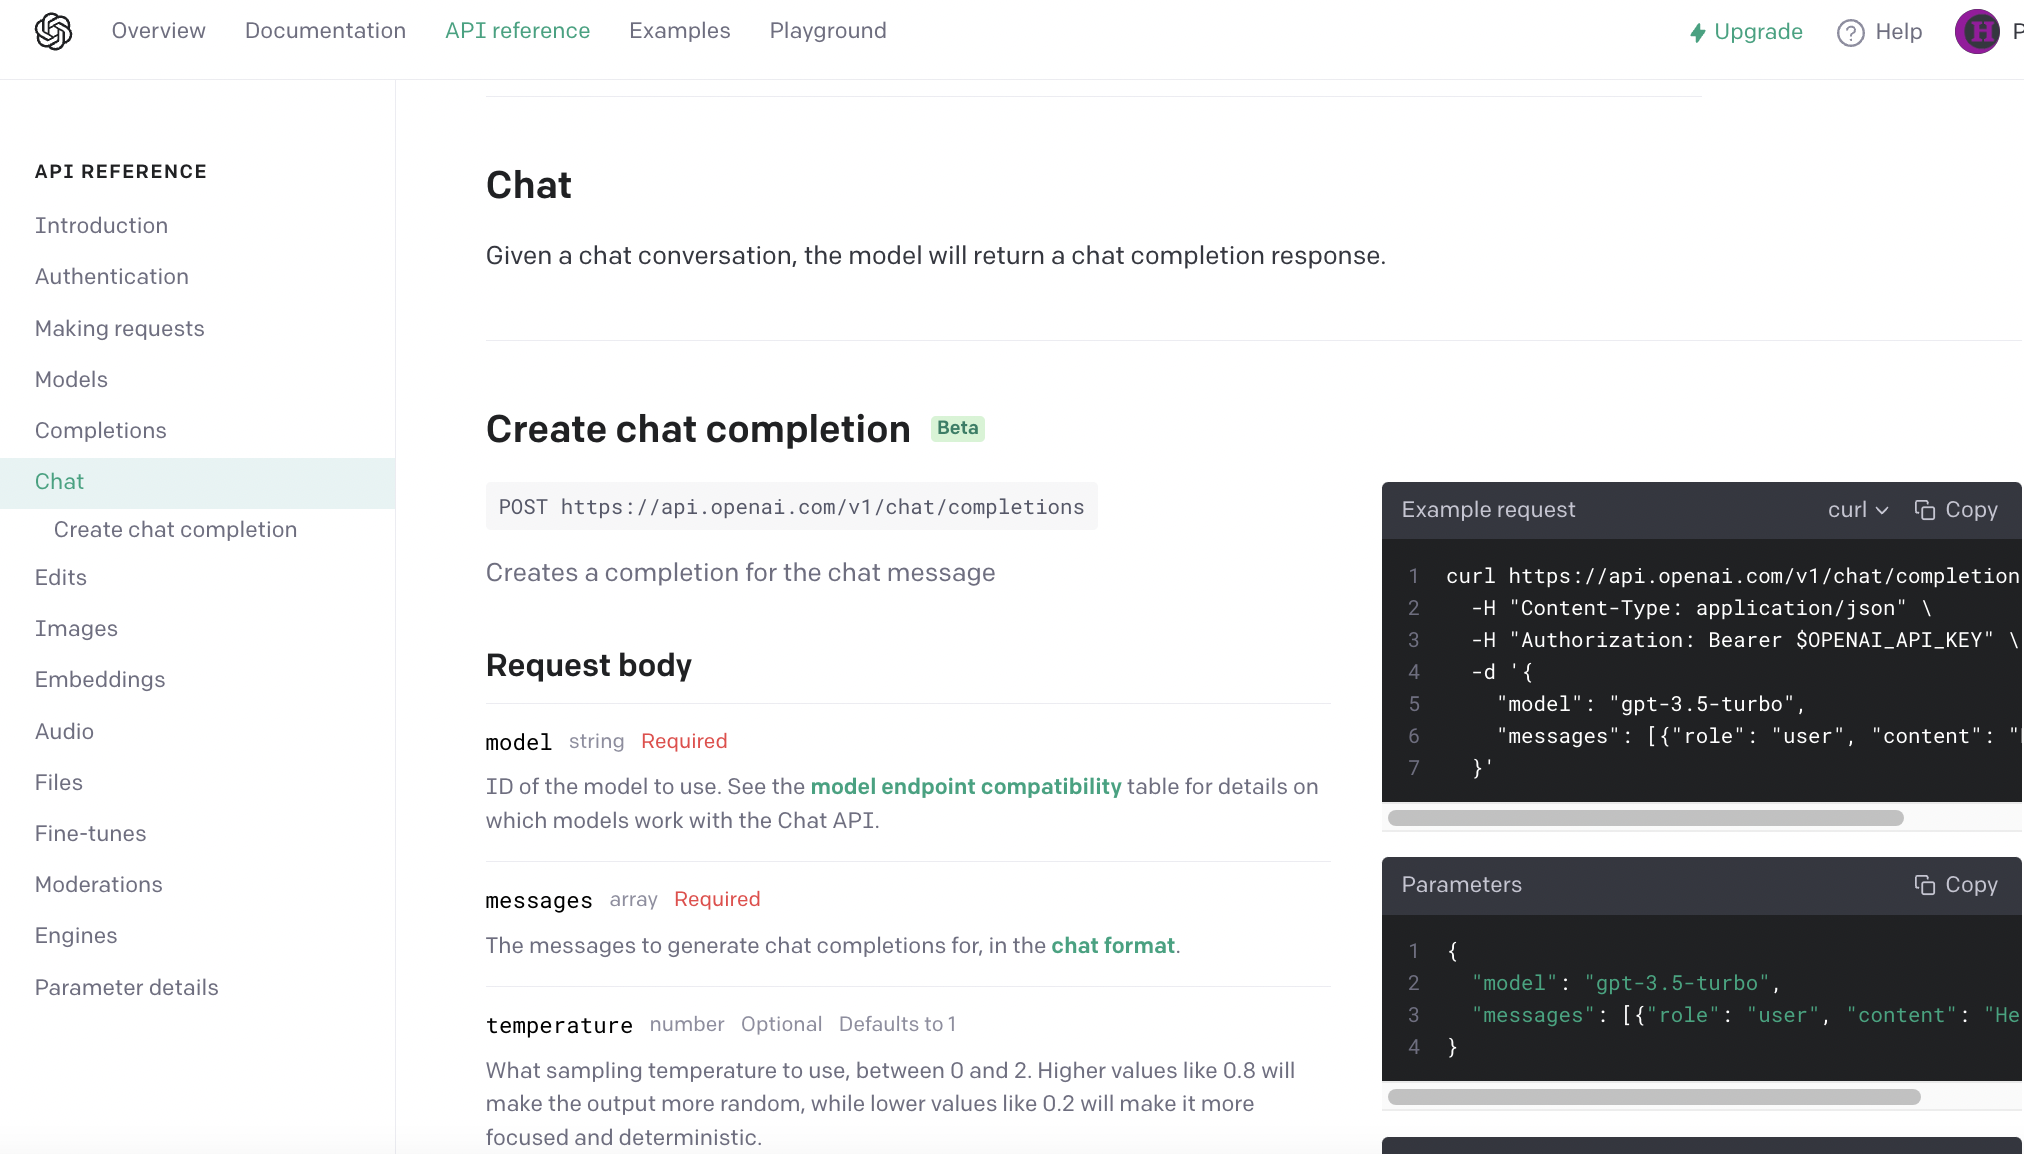 Overview Documentation API reference Examples Playground Upgrade Help
API REFERENCE
Introduction
Authentication
Making requests
Models
Completions
Chat
Create chat completion
Edits
Images
Embeddings
Audio
Files
Fine-tunes
Moderations
Engines
Parameter details
Chat
Given a chat conversation, the model will return a chat completion response.
Create chat completion Beta
POST https://api.openai.com/v1/chat/completions
Creates a completion for the chat message
Request body
model string Required
ID of the model to use. See the model endpoint compatibility table for details on
which models work with the Chat API.
messages array Required
The messages to generate chat completions for, in the chat format.
temperature number Optional Defaults to 1
What sampling temperature to use, between 0 and 2. Higher values like 0.8 will
make the output more random, while lower values like 0.2 will make it more
focused and deterministic.
Example request curl Copy
1 curl https://api.openai.com/v1/chat/completion
2 -H "Content-Type: application/json" \
3 -H "Authorization: Bearer $OPENAI_API_KEY" \
4 -d '{
5 "model": "gpt-3.5-turbo",
6 "messages": [{"role": "user", "content": "
7 }'
Parameters Copy
1 {
2 "model": "gpt-3.5-turbo",
3 "messages": [{"role": "user", "content": "He
4 }